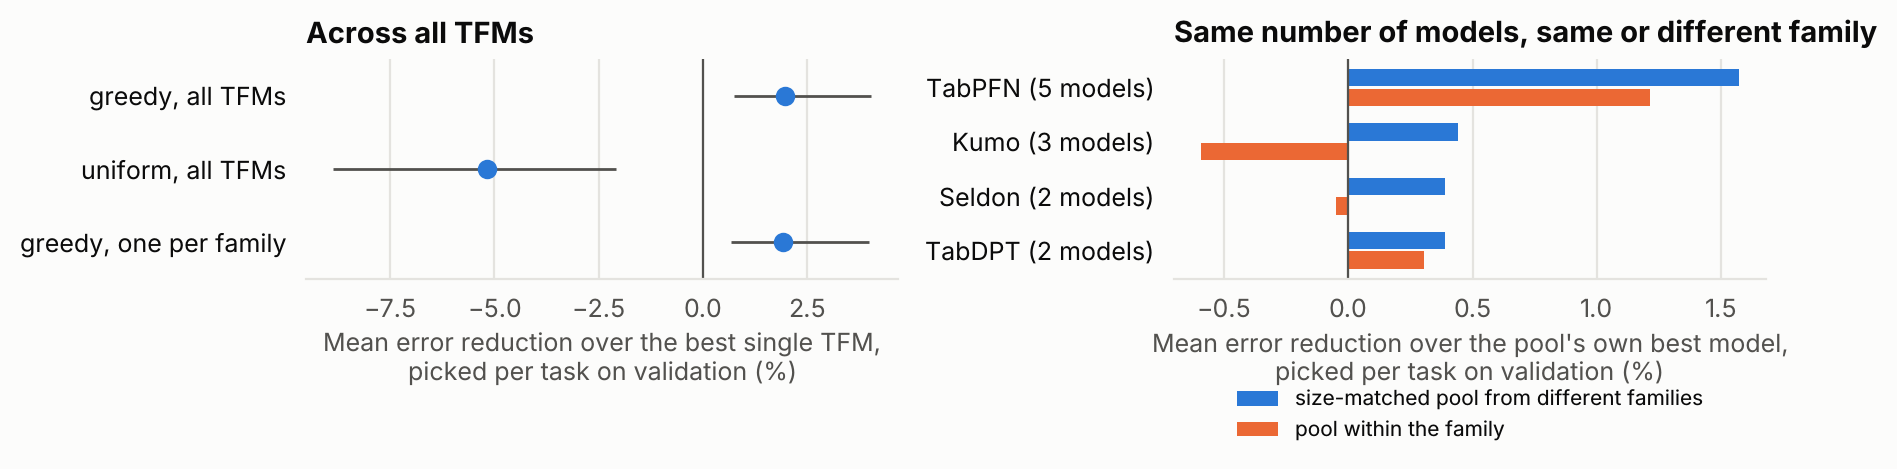 Across all TFMs
greedy, all TFMs
uniform, all TFMs
greedy, one per family
−7.5 −5.0 −2.5 0.0 2.5
Mean error reduction over the best single TFM,
picked per task on validation (%)
Same number of models, same or different family
TabPFN (5 models)
Kumo (3 models)
Seldon (2 models)
TabDPT (2 models)
−0.5 0.0 0.5 1.0 1.5
Mean error reduction over the pool's own best model,
picked per task on validation (%)
size-matched pool from different families
pool within the family